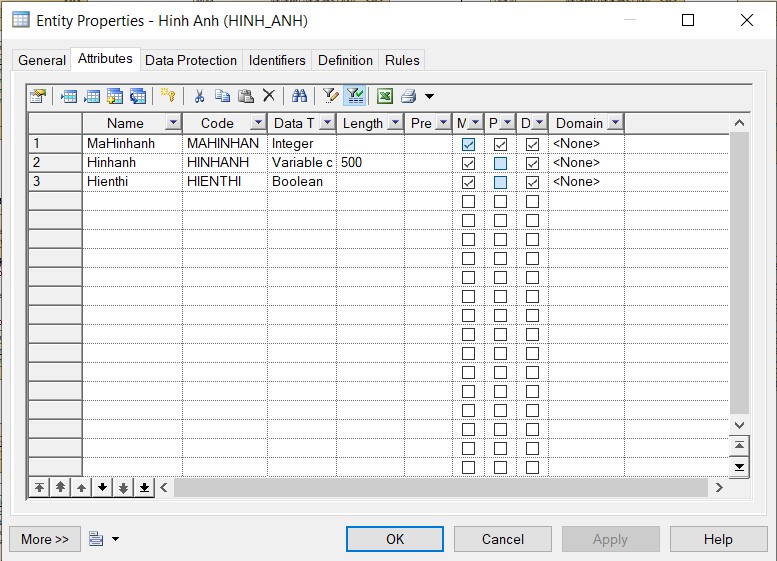 Entity Properties - Hinh Anh (HINH_ANH)
General Attributes Data Protection Identifiers Definition Rules
Name Code Data T Length Pre M P D Domain
1 MaHinhanh MAHINHAN Integer <None>
2 Hinhanh HINHANH Variable c 500 <None>
3 Hienthi HIENTHI Boolean <None>
More >> OK Cancel Apply Help